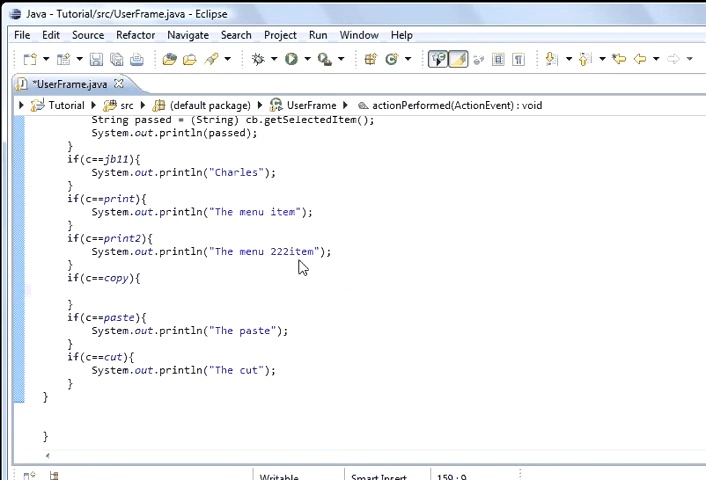 Java - Tutorial/src/UserFrame.java - Eclipse
File Edit Source Refactor Navigate Search Project Run Window Help
*UserFrame.java
Tutorial src (default package) UserFrame actionPerformed(ActionEvent) : void
String passed = (String) cb.getSelectedItem();
System.out.println(passed);
}
if(c==jb11){
System.out.println("Charles");
}
if(c==print){
System.out.println("The menu item");
}
if(c==print2){
System.out.println("The menu 222item");
}
if(c==copy){
}
if(c==paste){
System.out.println("The paste");
}
if(c==cut){
System.out.println("The cut");
}
}
}
Writable Smart Insert 159 : 9